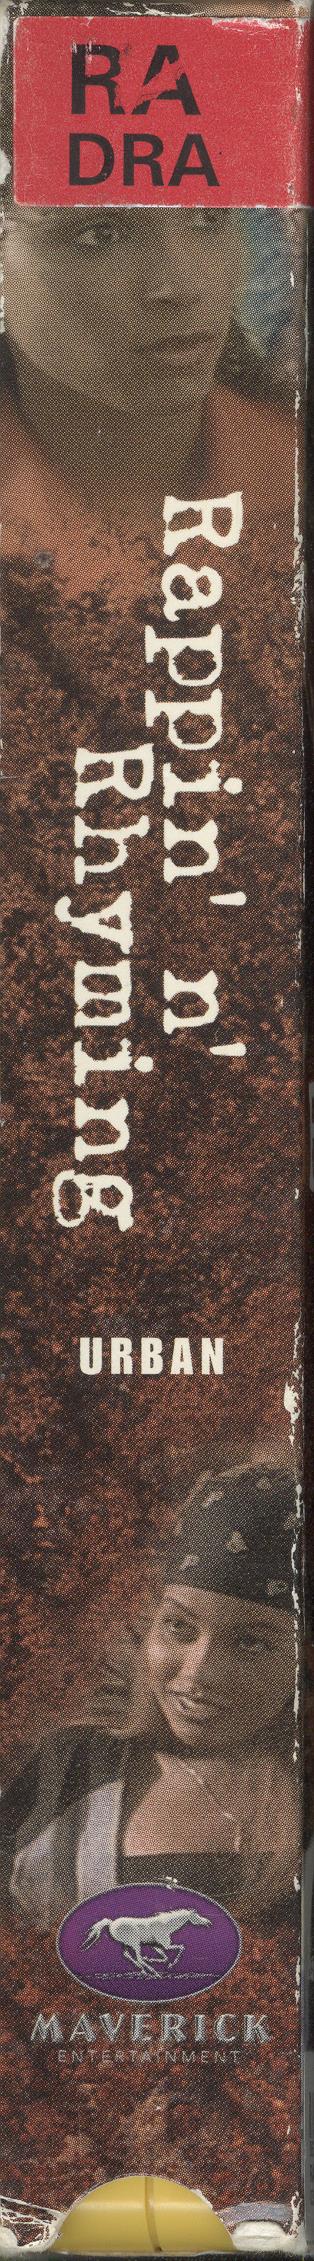 RA
DRA
Rappin' n'
Rhyming
URBAN
MAVERICK
ENTERTAINMENT